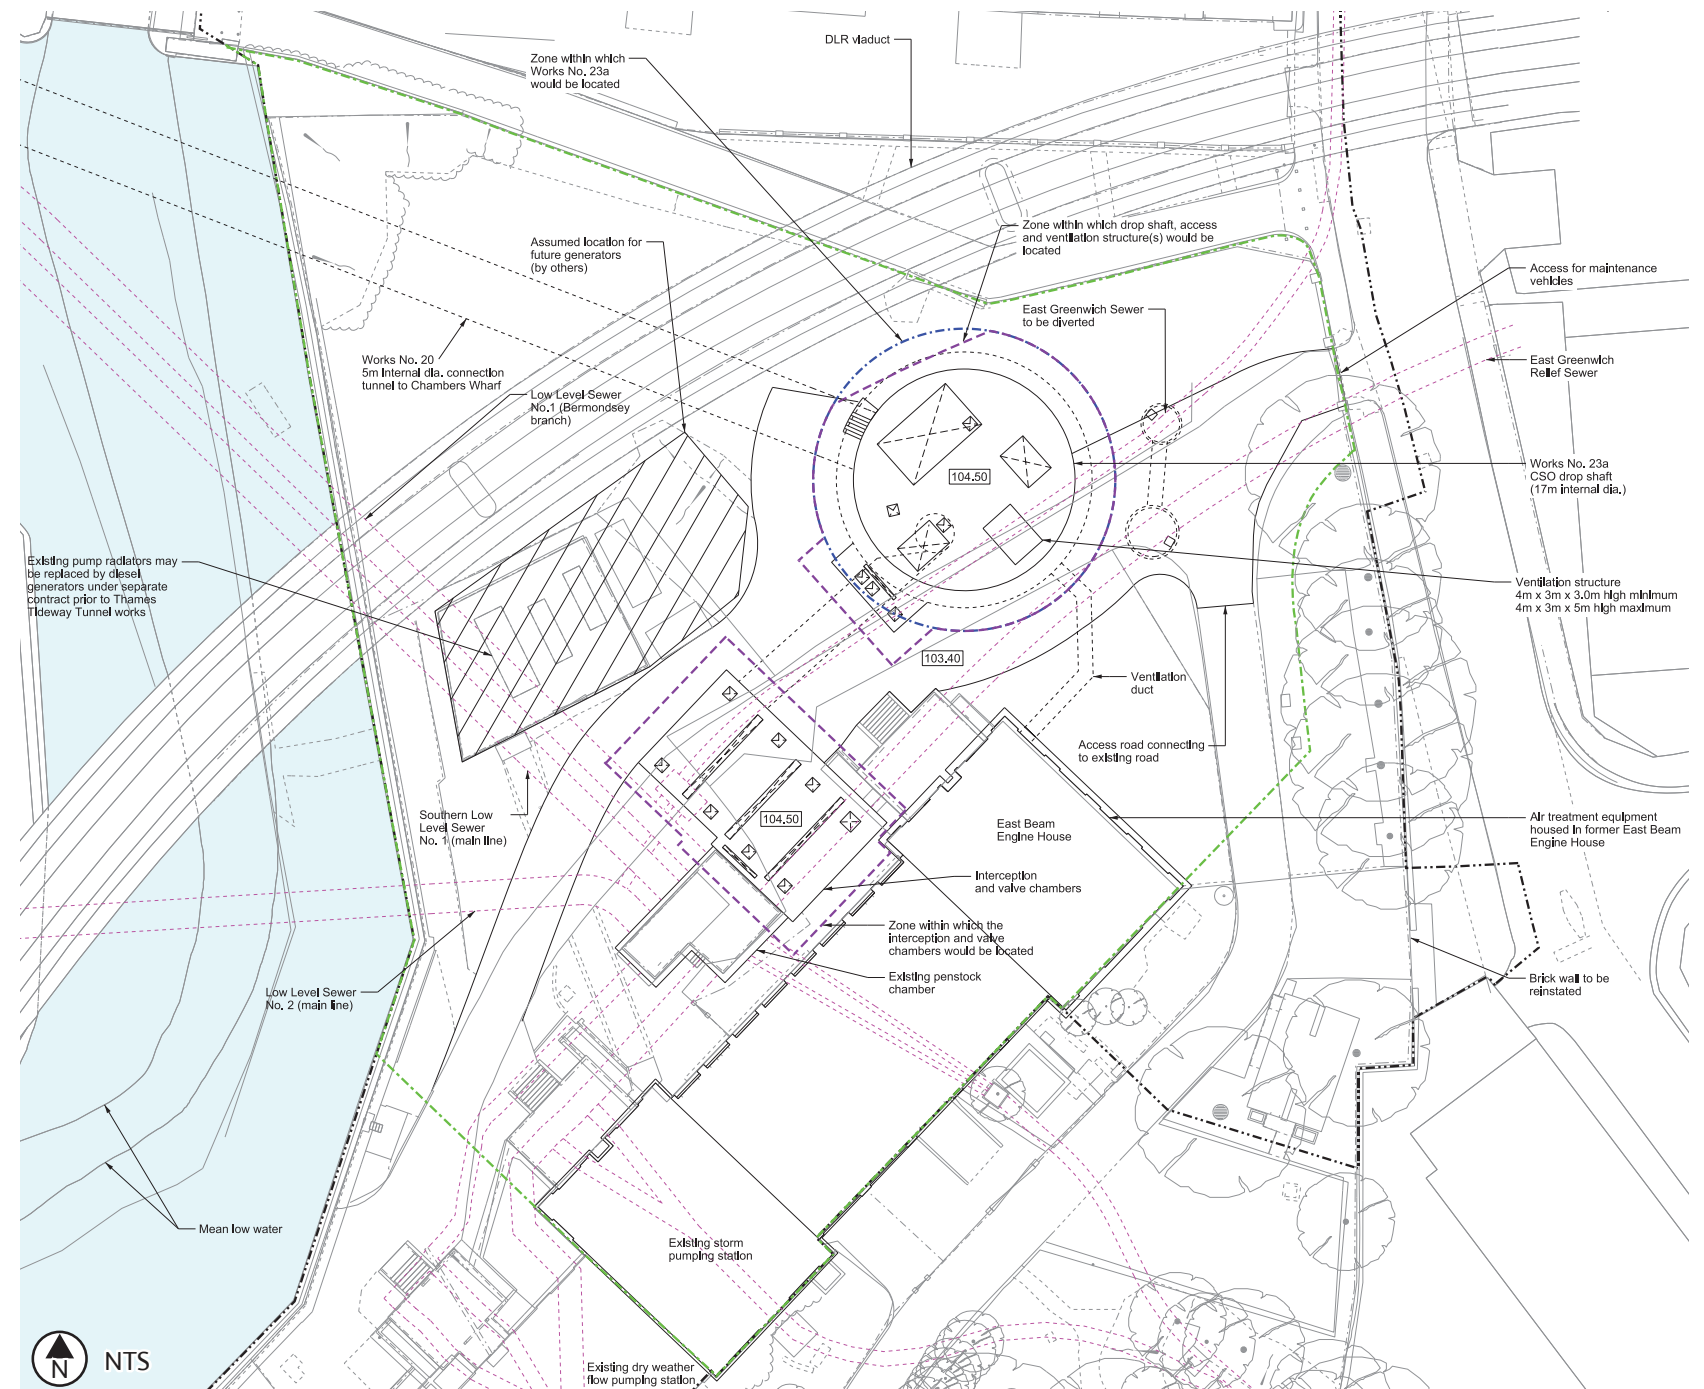 DLR viaduct
Zone within which
Works No. 23a
would be located
Assumed location for
future generators
(by others)
Zone within which drop shaft, access
and ventilation structure(s) would be
located
Access for maintenance
vehicles
East Greenwich Sewer
to be diverted
Works No. 20
5m internal dia. connection
tunnel to Chambers Wharf
East Greenwich
Relief Sewer
Low Level Sewer
No.1 (Bermondsey
branch)
104.50
Works No. 23a
CSO drop shaft
(17m internal dia.)
Existing pump radiators may
be replaced by diesel
generators under separate
contract prior to Thames
Tideway Tunnel works
Ventilation structure
4m x 3m x 3.0m high minimum
4m x 3m x 5m high maximum
103.40
Ventilation
duct
Access road connecting
to existing road
Southern Low
Level Sewer
No. 1 (main line)
104.50
East Beam
Engine House
Air treatment equipment
housed in former East Beam
Engine House
Interception
and valve chambers
Zone within which the
interception and valve
chambers would be located
Existing penstock
chamber
Low Level Sewer
No. 2 (main line)
Brick wall to be
reinstated
Mean low water
Existing storm
pumping station
Existing dry weather
flow pumping station
N
NTS